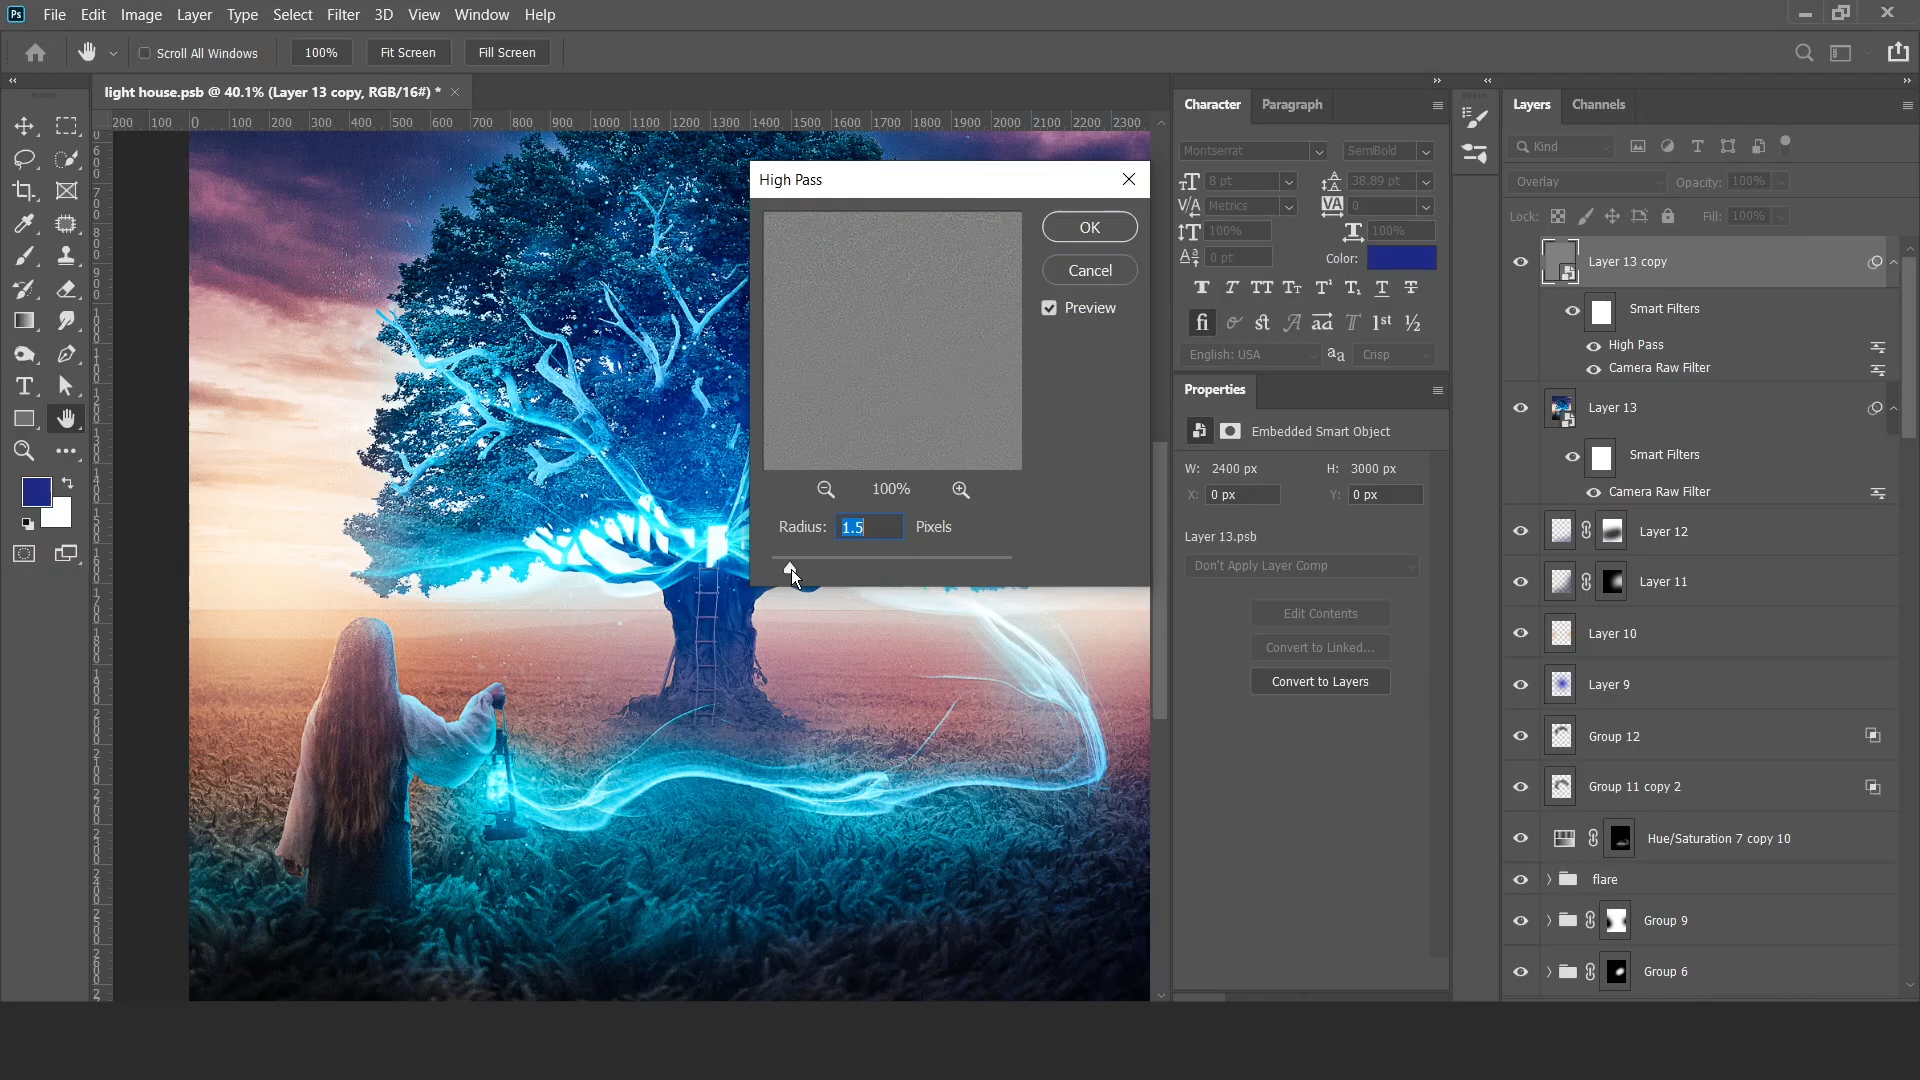 Ps File Edit Image Layer Type Select Filter 3D View Window Help
Scroll All Windows 100% Fit Screen Fill Screen
light house.psb @ 40.1% (Layer 13 copy, RGB/16#) *
200 100 0 100 200 300 400 500 600 700 800 900 1000 1100 1200 1300 1400 1500 1600 1700 1800 1900 2000 2100 2200 2300
High Pass
OK
Cancel
Preview
100%
Radius: 1.5 Pixels
Character Paragraph
Montserrat SemiBold
8 pt 38.89 pt
Metrics 0
100% 100%
0 pt Color:
English: USA aa Crisp
Properties
Embedded Smart Object
W: 2400 px H: 3000 px
X: 0 px Y: 0 px
Layer 13.psb
Don't Apply Layer Comp
Edit Contents
Convert to Linked...
Convert to Layers
Layers Channels
Kind
Overlay Opacity: 100%
Lock: Fill: 100%
Layer 13 copy
Smart Filters
High Pass
Camera Raw Filter
Layer 13
Smart Filters
Camera Raw Filter
Layer 12
Layer 11
Layer 10
Layer 9
Group 12
Group 11 copy 2
Hue/Saturation 7 copy 10
flare
Group 9
Group 6